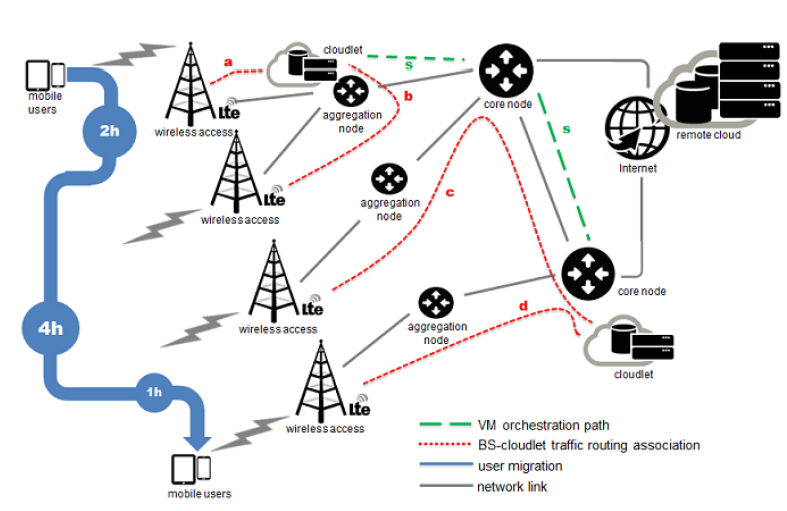 cloudlet
a
s
mobile
users
core node
b
LTE
aggregation
node
wireless access
2h
s
remote cloud
Internet
LTE
wireless access
aggregation
node
c
4h
LTE
wireless access
core node
d
aggregation
node
cloudlet
1h
LTE
wireless access
mobile users
VM orchestration path
BS-cloudlet traffic routing association
user migration
network link